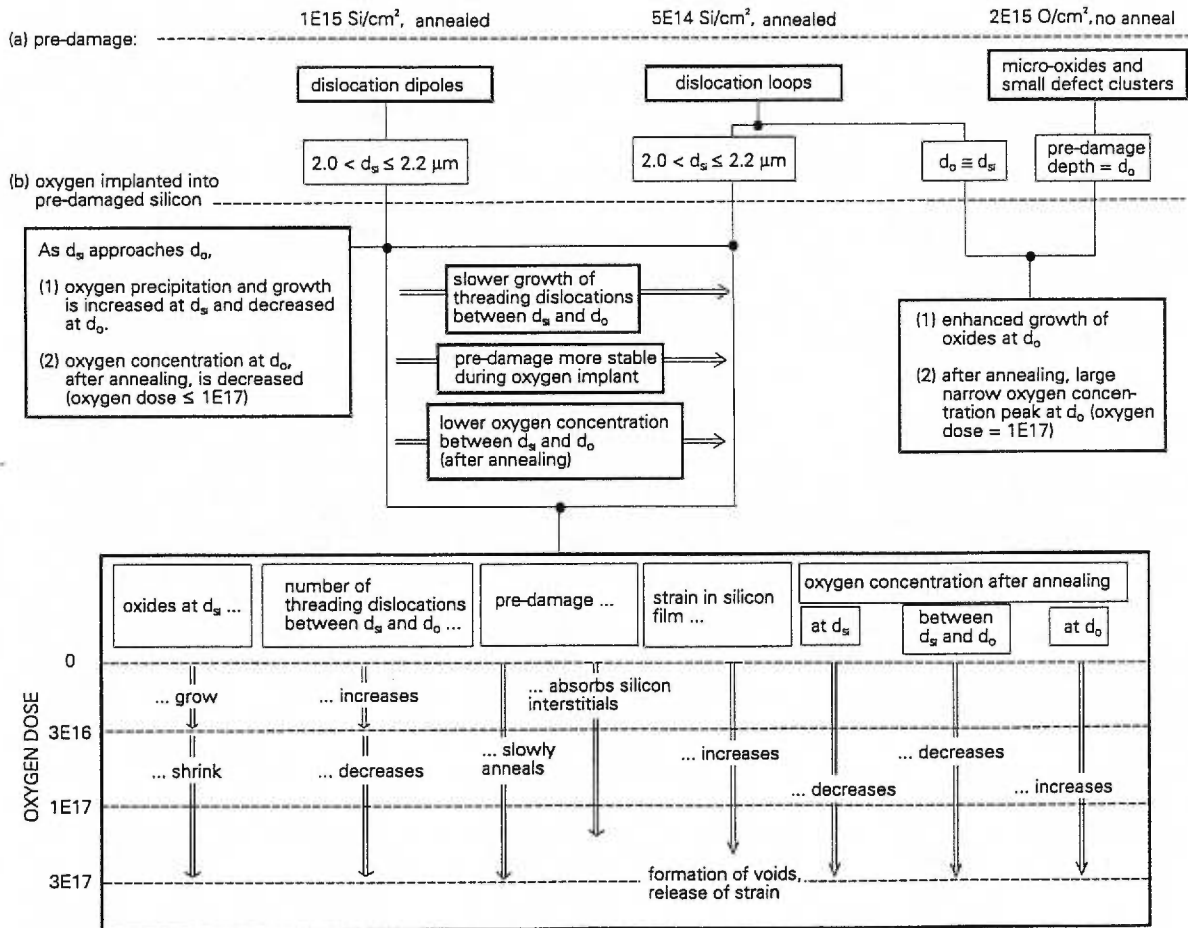 1E15 Si/cm², annealed
5E14 Si/cm², annealed
2E15 O/cm², no anneal
(a) pre-damage:
dislocation dipoles
dislocation loops
micro-oxides and
small defect clusters
2.0 < dsi ≤ 2.2 μm
2.0 < dsi ≤ 2.2 μm
do ≡ dsi
pre-damage
depth = do
(b) oxygen implanted into
pre-damaged silicon
As dsi approaches do,
(1) oxygen precipitation and growth
is increased at dsi and decreased
at do.
(2) oxygen concentration at do,
after annealing, is decreased
(oxygen dose ≤ 1E17)
slower growth of
threading dislocations
between dsi and do
pre-damage more stable
during oxygen implant
lower oxygen concentration
between dsi and do
(after annealing)
(1) enhanced growth of
oxides at do
(2) after annealing, large
narrow oxygen concen-
tration peak at do (oxygen
dose = 1E17)
oxides at dsi ...
number of
threading dislocations
between dsi and do ...
pre-damage ...
strain in silicon
film ...
oxygen concentration after annealing
at dsi
between
dsi and do
at do
OXYGEN DOSE
0
... grow
... increases
... absorbs silicon
interstitials
3E16
... shrink
... decreases
... slowly
anneals
... increases
... decreases
... decreases
... increases
1E17
3E17
formation of voids,
release of strain